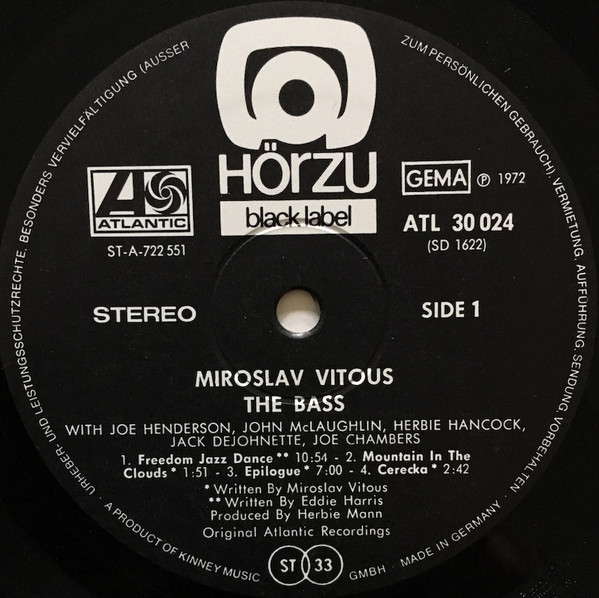 HÖRZU
black label
ATLANTIC
ST-A-722 551
GEMA ℗ 1972
ATL 30 024
(SD 1622)
STEREO
SIDE 1
MIROSLAV VITOUS
THE BASS
WITH JOE HENDERSON, JOHN McLAUGHLIN, HERBIE HANCOCK,
JACK DEJOHNETTE, JOE CHAMBERS
1. Freedom Jazz Dance** 10:54 - 2. Mountain In The
Clouds* 1:51 - 3. Epilogue* 7:00 - 4. Cerecka* 2:42
* Written By Miroslav Vitous
** Written By Eddie Harris
Produced By Herbie Mann
Original Atlantic Recordings
ST 33
URHEBER- UND LEISTUNGSSCHUTZRECHTE, BESONDERS VERVIELFÄLTIGUNG (AUSSER
ZUM PERSÖNLICHEN GEBRAUCH), VERMIETUNG, AUFFÜHRUNG, SENDUNG, VORBEHALTEN ·
· A PRODUCT OF KINNEY MUSIC
GMBH · MADE IN GERMANY ·